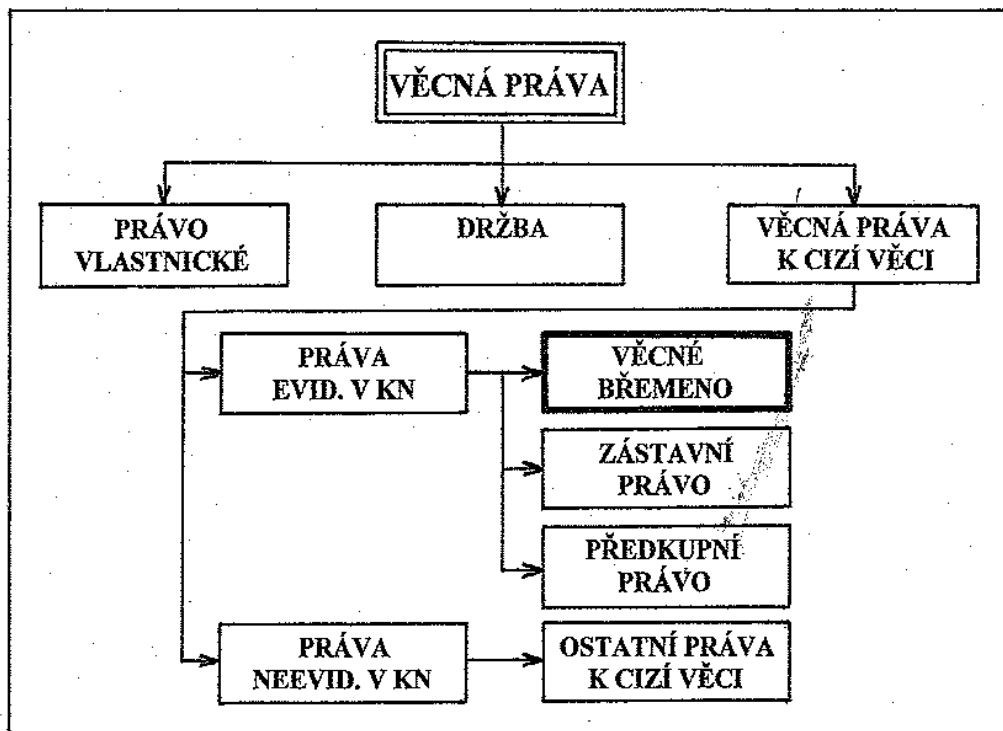 VĚCNÁ PRÁVA
PRÁVO
VLASTNICKÉ
DRŽBA
VĚCNÁ PRÁVA
K CIZÍ VĚCI
PRÁVA
EVID. V KN
VĚCNÉ
BŘEMENO
ZÁSTAVNÍ
PRÁVO
PŘEDKUPNÍ
PRÁVO
PRÁVA
NEEVID. V KN
OSTATNÍ PRÁVA
K CIZÍ VĚCI